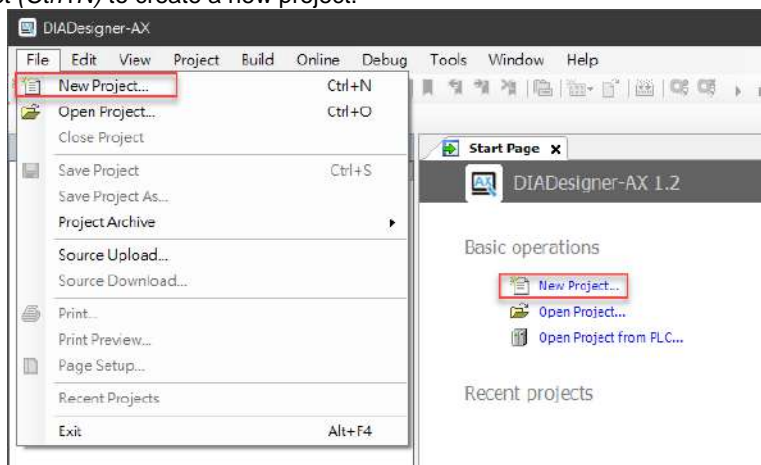 (Ctrl+N) to create a new project.
DIADesigner-AX
File Edit View Project Build Online Debug Tools Window Help
New Project... Ctrl+N
Open Project... Ctrl+O
Close Project
Save Project Ctrl+S
Save Project As...
Project Archive
Source Upload...
Source Download...
Print...
Print Preview...
Page Setup...
Recent Projects
Exit Alt+F4
Start Page
DIADesigner-AX 1.2
Basic operations
New Project...
Open Project...
Open Project from PLC...
Recent projects